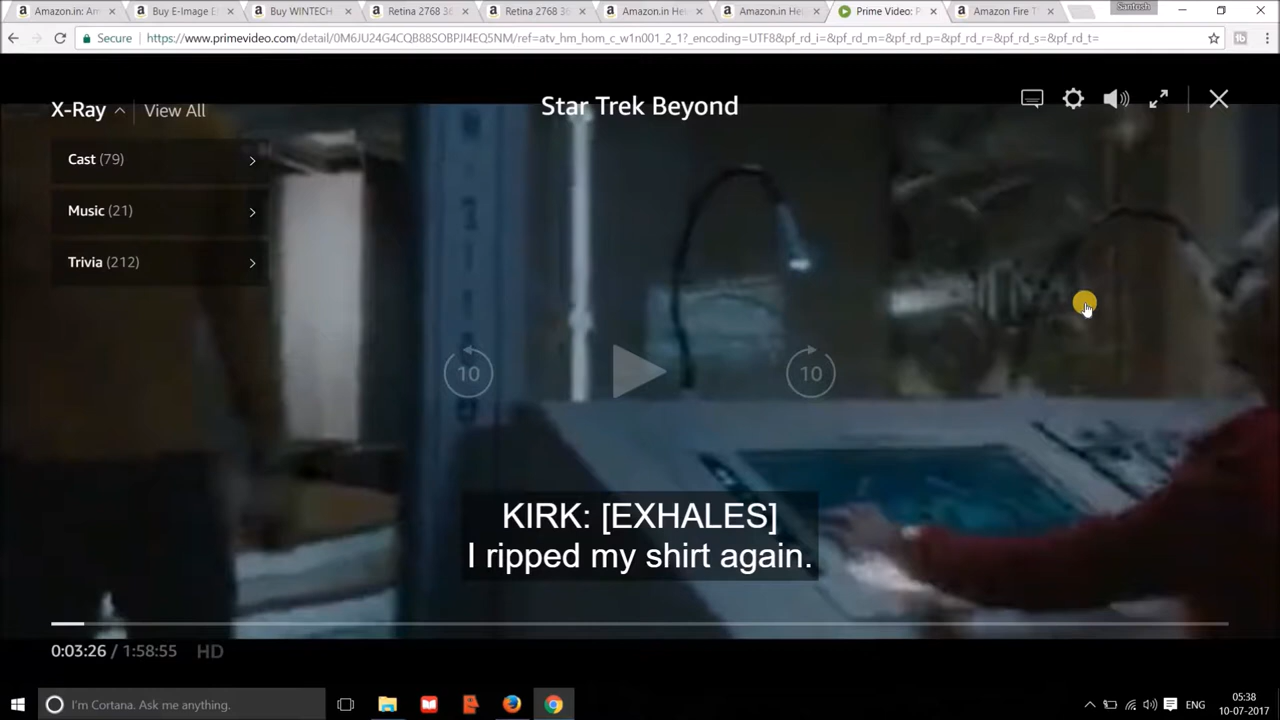 Amazon.in:
Buy E-Image E
Buy WINTECH
Retina 2768 36
Retina 2768 36
Amazon.in He
Amazon.in He
Prime Video: P
Amazon Fire T
Santosh
Secure
https://www.primevideo.com/detail/0M6JU24G4CQB88SOBPJI4EQ5NM/ref=atv_hm_hom_c_w1n001_2_1?_encoding=UTF8&pf_rd_i=&pf_rd_m=&pf_rd_p=&pf_rd_r=&pf_rd_s=&pf_rd_t=
X-Ray
View All
Star Trek Beyond
Cast (79)
Music (21)
Trivia (212)
10
10
KIRK: [EXHALES]
I ripped my shirt again.
0:03:26 / 1:58:55 HD
I'm Cortana. Ask me anything.
ENG
05:38
10-07-2017